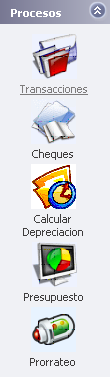 Procesos
Transacciones
Cheques
Calcular
Depreciacion
Presupuesto
Prorrateo